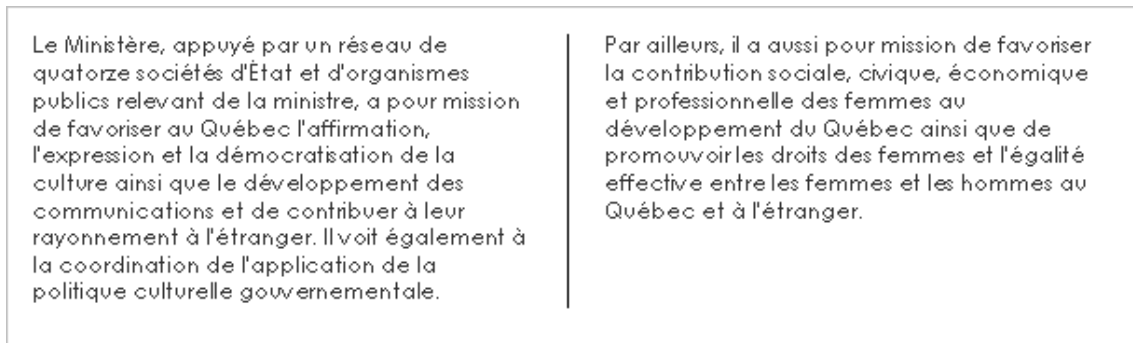 Le Ministère, appuyé par un réseau de
quatorze sociétés d'État et d'organismes
publics relevant de la ministre, a pour mission
de favoriser au Québec l'affirmation,
l'expression et la démocratisation de la
culture ainsi que le développement des
communications et de contribuer à leur
rayonnement à l'étranger. Il voit également à
la coordination de l'application de la
politique culturelle gouvernementale.
Par ailleurs, il a aussi pour mission de favoriser
la contribution sociale, civique, économique
et professionnelle des femmes au
développement du Québec ainsi que de
promouvoir les droits des femmes et l'égalité
effective entre les femmes et les hommes au
Québec et à l'étranger.